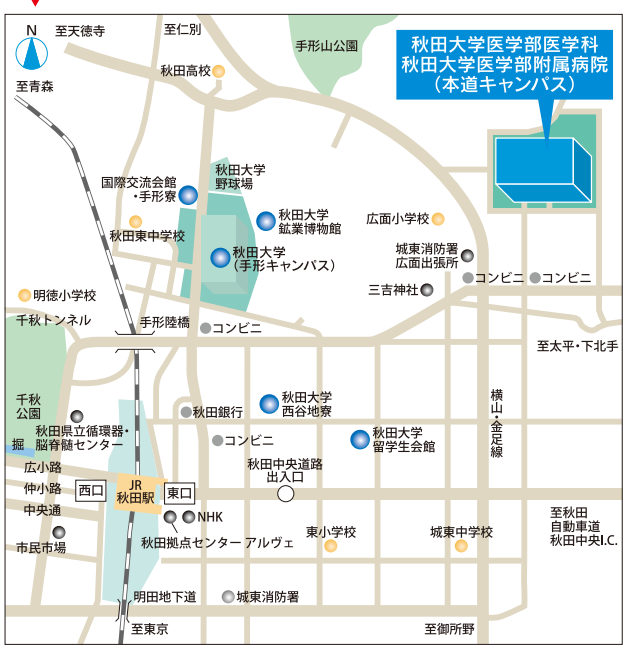 N
至天徳寺
至仁別
手形山公園
秋田大学医学部医学科
秋田大学医学部附属病院
（本道キャンパス）
秋田高校
至青森
秋田大学
野球場
国際交流会館
・手形寮
秋田大学
鉱業博物館
広面小学校
秋田東中学校
秋田大学
（手形キャンパス）
城東消防署
広面出張所
コンビニ
コンビニ
三吉神社
明徳小学校
千秋トンネル
手形陸橋
コンビニ
至太平・下北手
千秋
公園
秋田銀行
秋田大学
西谷地寮
横山・金足線
秋田県立循環器・
脳脊髄センター
コンビニ
秋田大学
留学生会館
掘
広小路
秋田中央道路
出入口
仲小路
西口
JR
秋田駅
東口
中央通
NHK
至秋田
自動車道
秋田中央I.C.
市民市場
秋田拠点センター アルヴェ
東小学校
城東中学校
明田地下道
城東消防署
至東京
至御所野